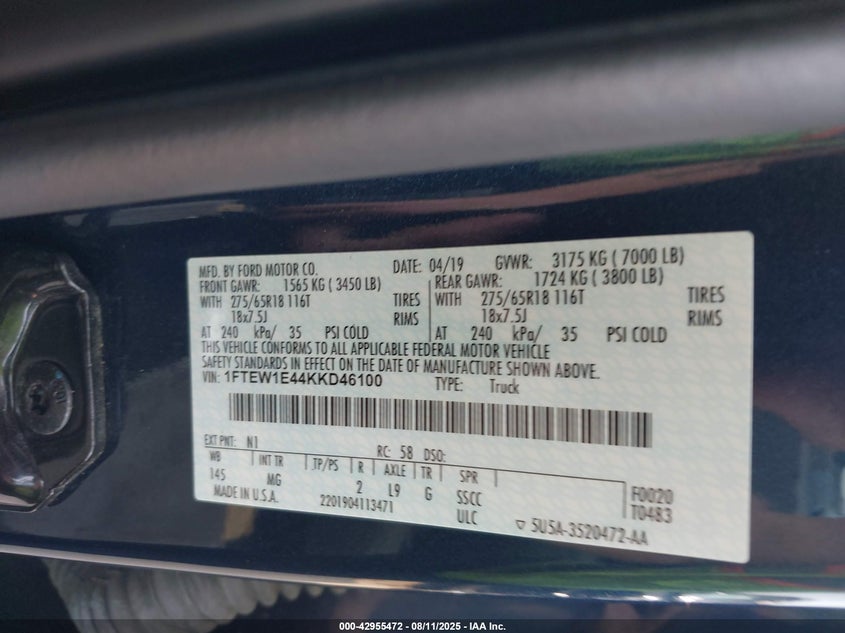 MFD. BY FORD MOTOR CO. DATE: 04/19 GVWR: 3175 KG ( 7000 LB)
FRONT GAWR: 1565 KG ( 3450 LB) REAR GAWR: 1724 KG ( 3800 LB)
WITH 275/65R18 116T TIRES WITH 275/65R18 116T TIRES
18x7.5J RIMS 18x7.5J RIMS
AT 240 kPa/ 35 PSI COLD AT 240 kPa/ 35 PSI COLD
THIS VEHICLE CONFORMS TO ALL APPLICABLE FEDERAL MOTOR VEHICLE
SAFETY STANDARDS IN EFFECT ON THE DATE OF MANUFACTURE SHOWN ABOVE.
VIN: 1FTEW1E44KKD46100 TYPE: Truck
EXT PNT: N1 RC: 58 DSO:
WB INT TR TP/PS R AXLE TR SPR
145 MG 2 L9 G SSCC F0020
MADE IN U.S.A. 2201904113471 ULC T0483
5U5A-3520472-AA
000-42955472 - 08/11/2025 - IAA Inc.